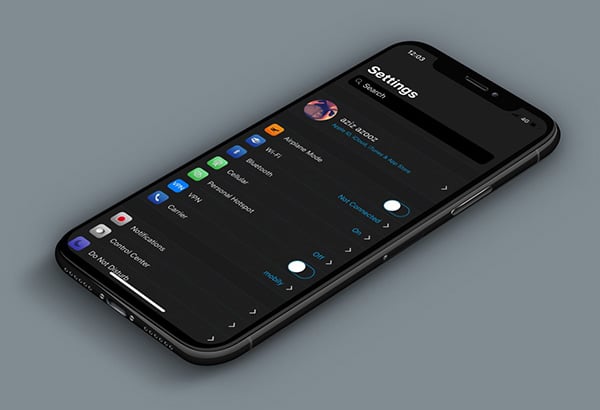 12:03
4G
Settings
Search
aziz azooz
Apple ID, iCloud, iTunes & App Store
Airplane Mode
Wi-Fi Not Connected
Bluetooth On
Cellular
Personal Hotspot Off
VPN VPN
Carrier mobily
Notifications
Control Center
Do Not Disturb